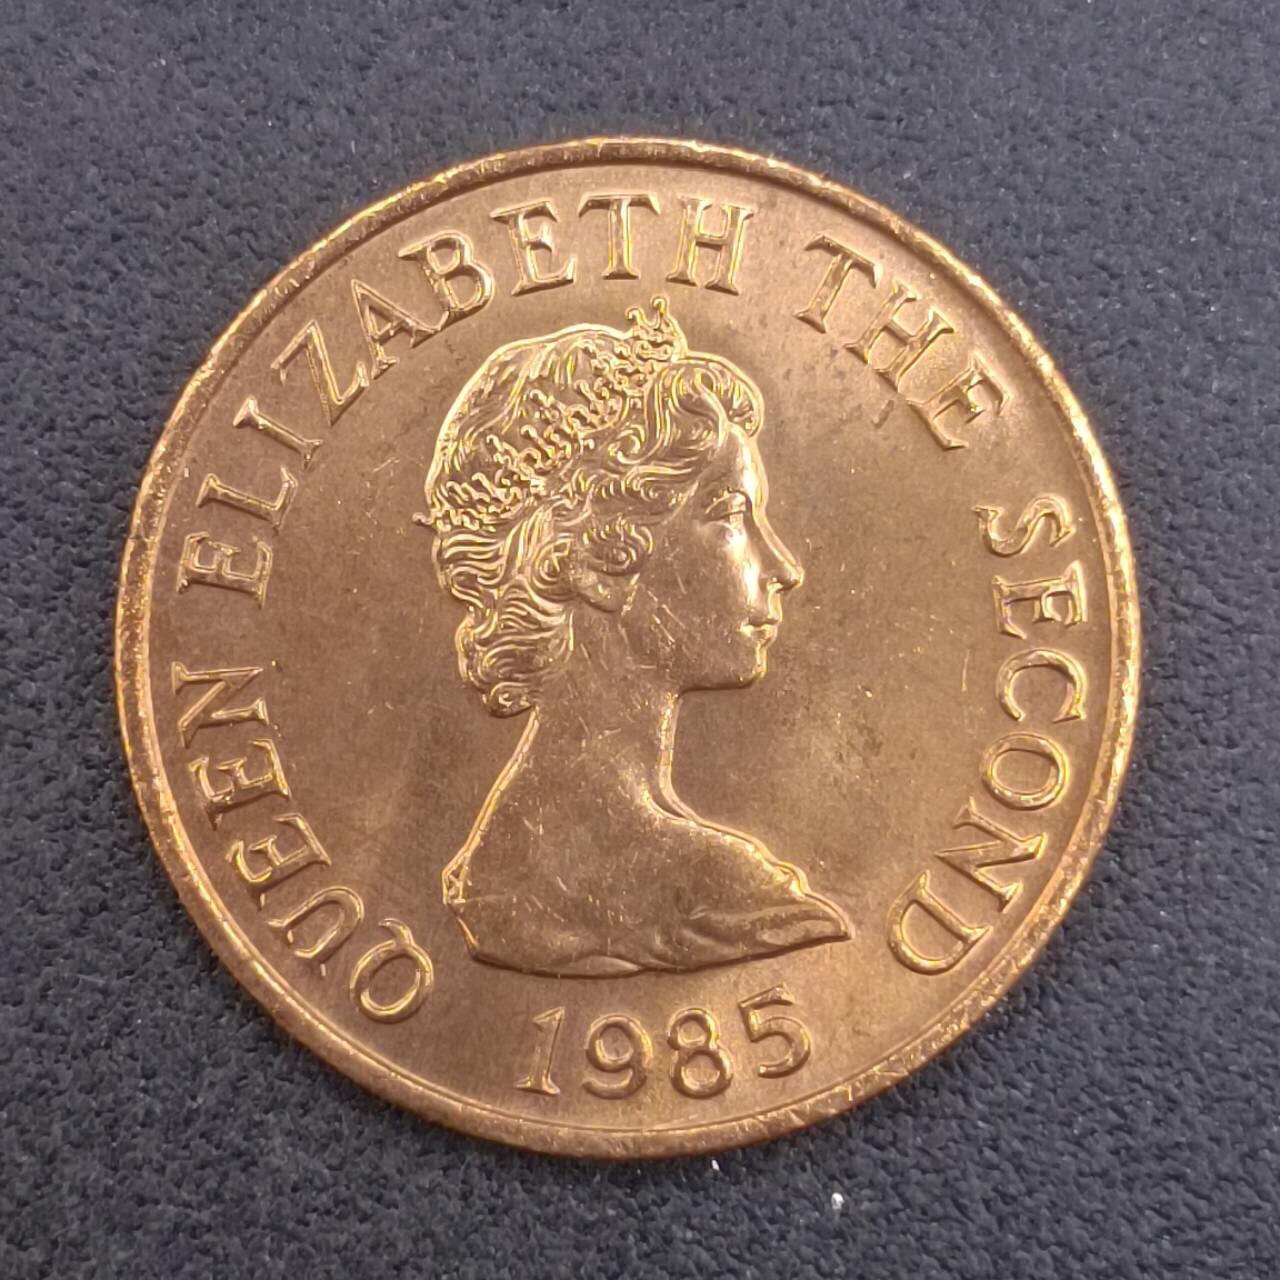 QUEEN ELIZABETH THE SECOND
1985